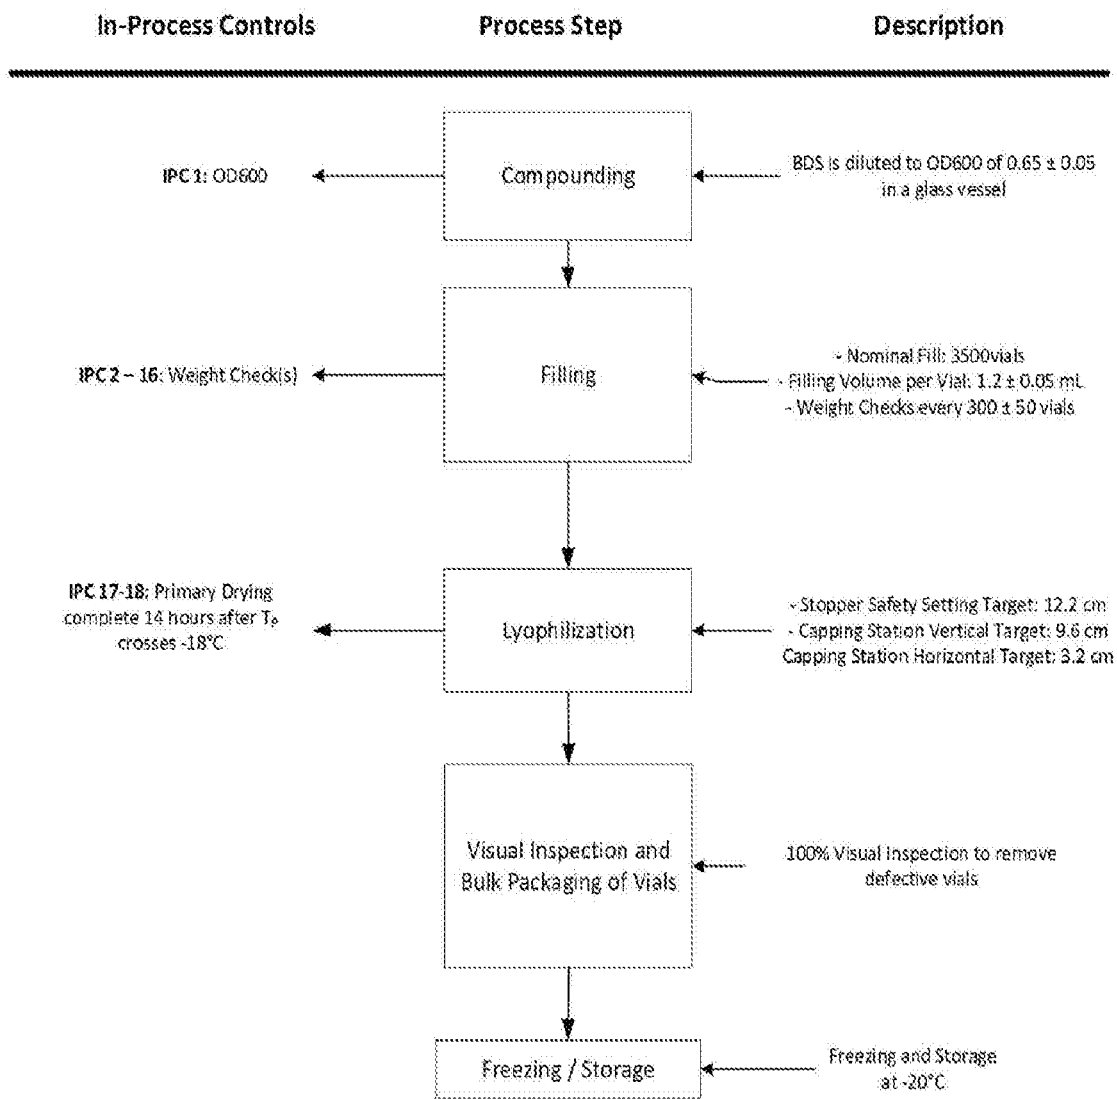 In-Process Controls
Process Step
Description
IPC 1: OD600
Compounding
BDS is diluted to OD600 of 0.65 ± 0.05
in a glass vessel
IPC 2 – 16: Weight Check(s)
Filling
- Nominal Fill: 3500vials
- Filling Volume per Vial: 1.2 ± 0.05 mL
- Weight Checks every 300 ± 50 vials
IPC 17-18: Primary Drying
complete 14 hours after Tₚ
crosses -18°C
Lyophilization
- Stopper Safety Setting Target: 12.2 cm
- Capping Station Vertical Target: 9.6 cm
Capping Station Horizontal Target: 3.2 cm
Visual Inspection and
Bulk Packaging of Vials
100% Visual Inspection to remove
defective vials
Freezing / Storage
Freezing and Storage
at -20°C